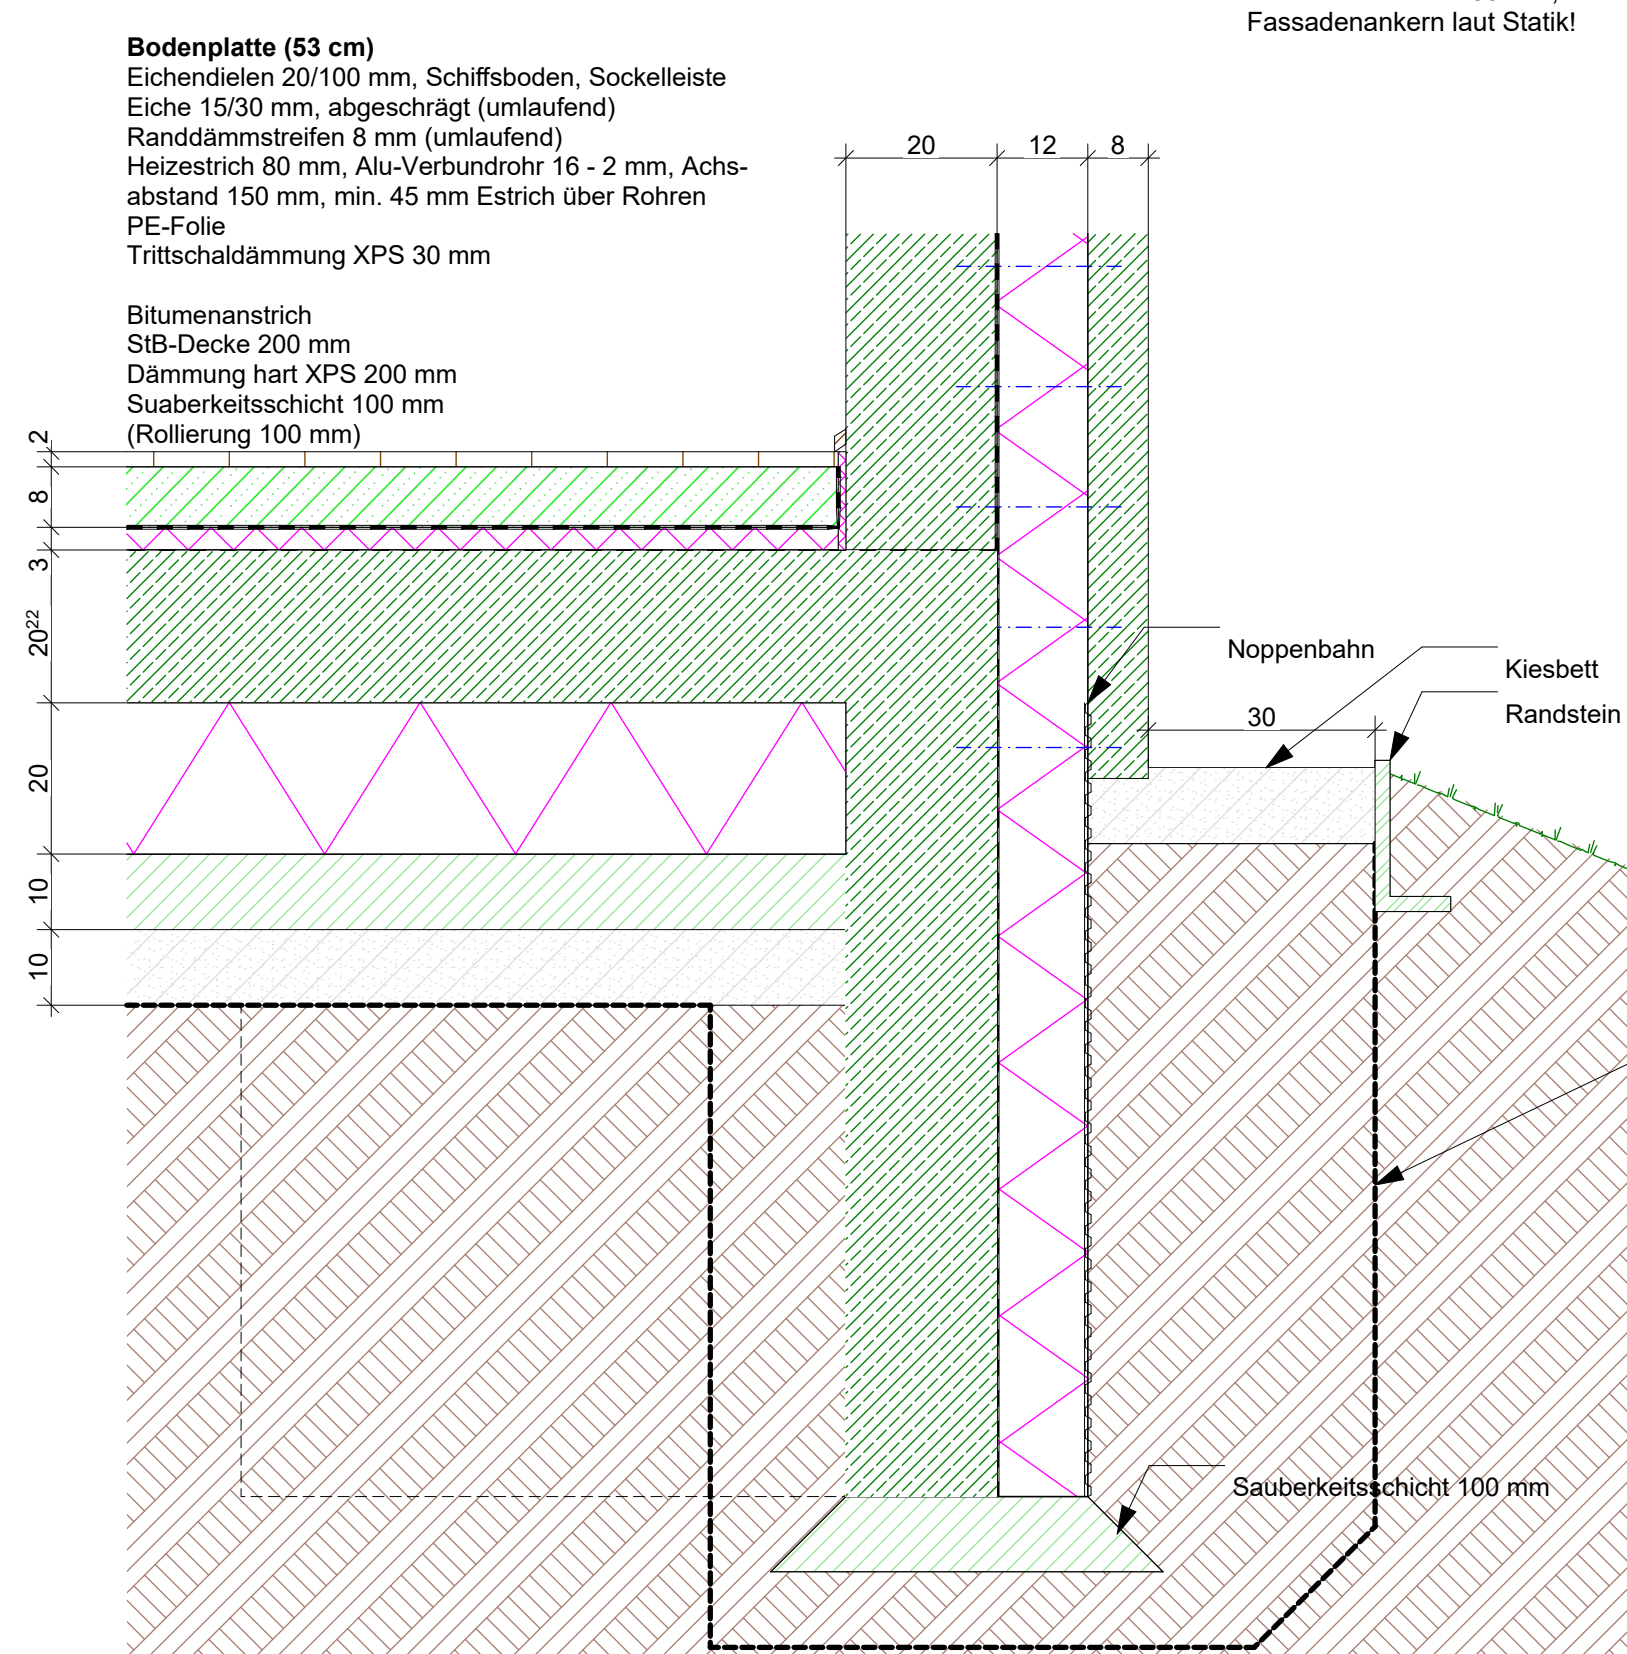 Fassadenankern laut Statik!
Bodenplatte (53 cm)
Eichendielen 20/100 mm, Schiffsboden, Sockelleiste
Eiche 15/30 mm, abgeschrägt (umlaufend)
Randdämmstreifen 8 mm (umlaufend)
Heizestrich 80 mm, Alu-Verbundrohr 16 - 2 mm, Achs-
abstand 150 mm, min. 45 mm Estrich über Rohren
PE-Folie
Trittschaldämmung XPS 30 mm
Bitumenanstrich
StB-Decke 200 mm
Dämmung hart XPS 200 mm
Suaberkeitsschicht 100 mm
(Rollierung 100 mm)
20 12 8
2
8
3
20²²
20
10
10
Noppenbahn
Kiesbett
Randstein
30
Sauberkeitsschicht 100 mm